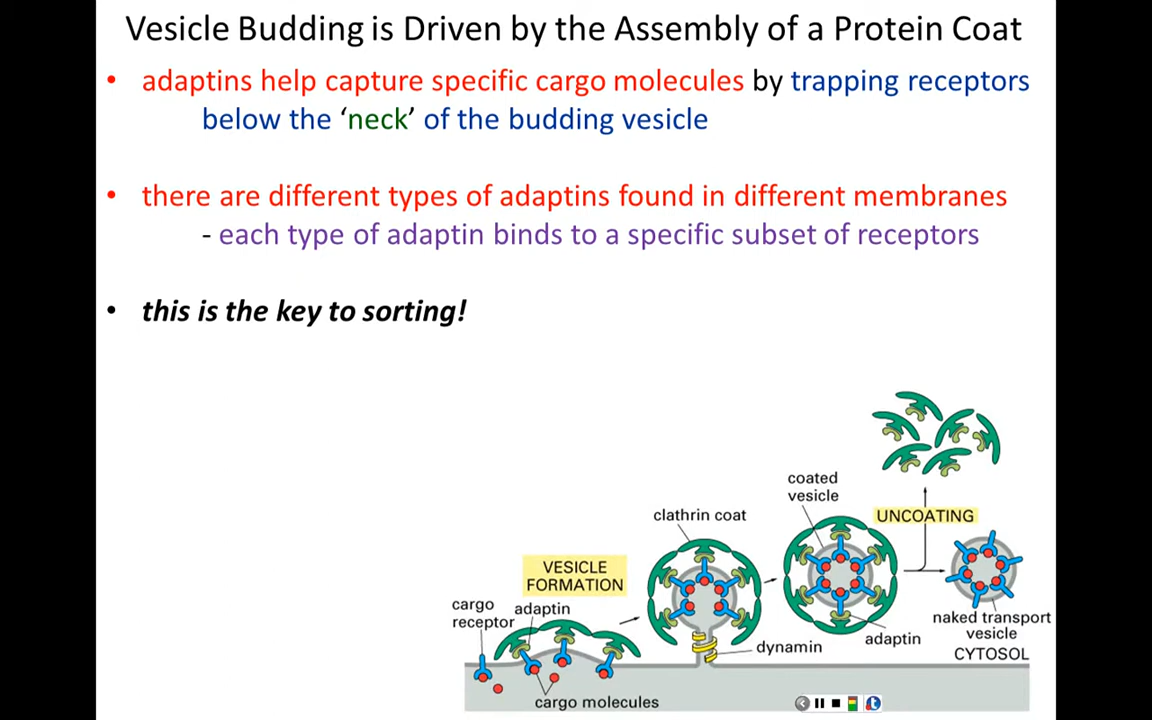 Vesicle Budding is Driven by the Assembly of a Protein Coat
• adaptins help capture specific cargo molecules by trapping receptors
below the ‘neck’ of the budding vesicle
• there are different types of adaptins found in different membranes
- each type of adaptin binds to a specific subset of receptors
• this is the key to sorting!
coated
vesicle
clathrin coat
UNCOATING
VESICLE
FORMATION
cargo
receptor
adaptin
dynamin
adaptin
naked transport
vesicle
CYTOSOL
cargo molecules